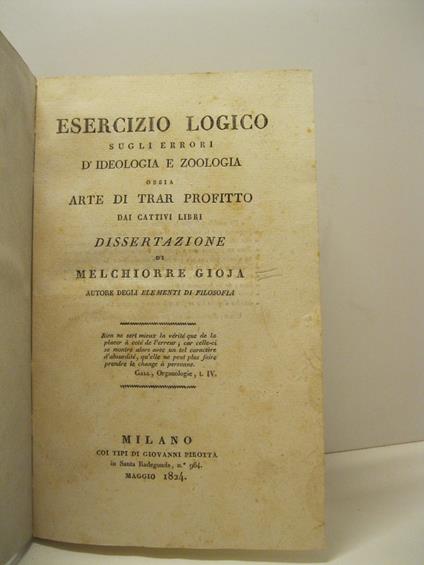 ESERCIZIO LOGICO
SUGLI ERRORI
D'IDEOLOGIA E ZOOLOGIA
OSSIA
ARTE DI TRAR PROFITTO
DAI CATTIVI LIBRI
DISSERTAZIONE
DI
MELCHIORRE GIOJA
AUTORE DEGLI ELEMENTI DI FILOSOFIA
Rien ne sert mieux la vérité que de la
placer à coté de l'erreur; car celle-ci
se montre alors avec un tel caractère
d'absurdité, qu'elle ne peut plus faire
prendre le change à personne.
GALL, Organologie, t. IV.
MILANO
COI TIPI DI GIOVANNI PIROTTA
in Santa Radegonda, n.° 964.
MAGGIO 1824.